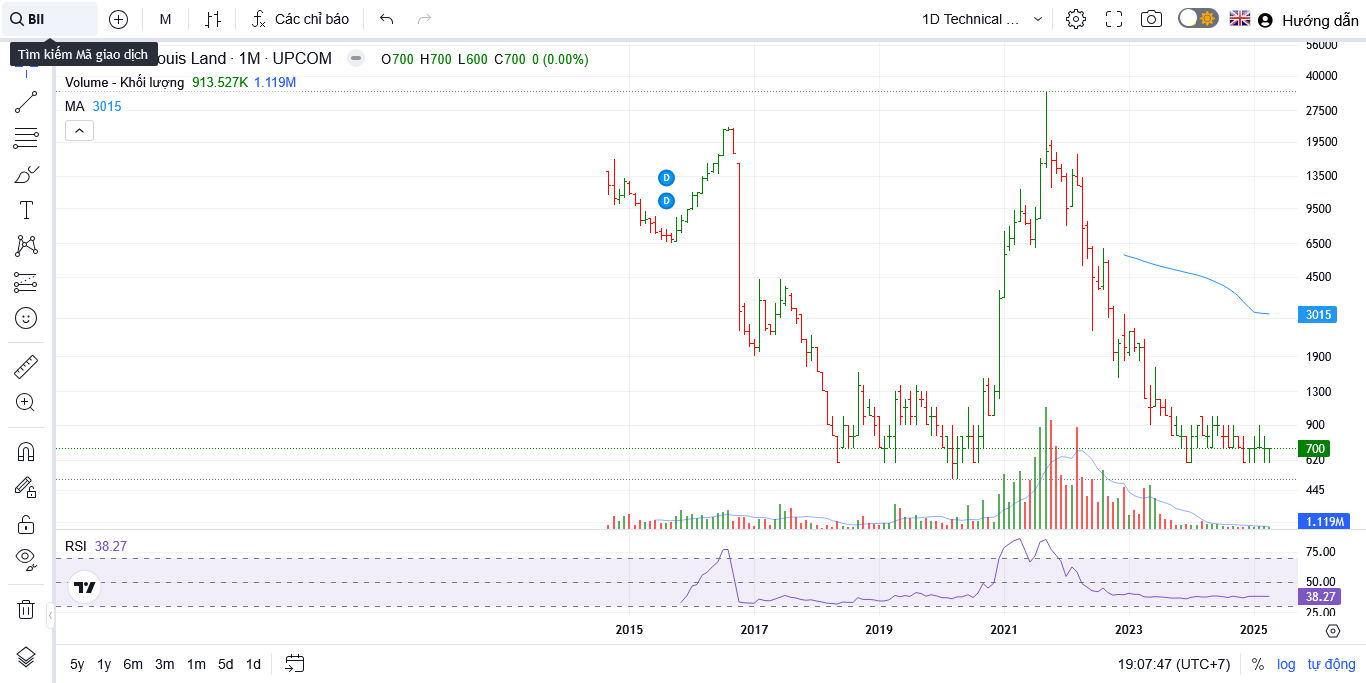 BII
M
Các chỉ báo
1D Technical ...
Hướng dẫn
Tìm kiếm Mã giao dịch
ouis Land · 1M · UPCOM
O700 H700 L600 C700 0 (0.00%)
Volume - Khối lượng 913.527K 1.119M
MA 3015
D
D
56000
40000
27500
19500
13500
9500
6500
4500
3015
1900
1300
900
700
620
445
1.119M
RSI 38.27
75.00
50.00
38.27
25.00
2015 2017 2019 2021 2023 2025
5y 1y 6m 3m 1m 5d 1d
19:07:47 (UTC+7) % log tự động